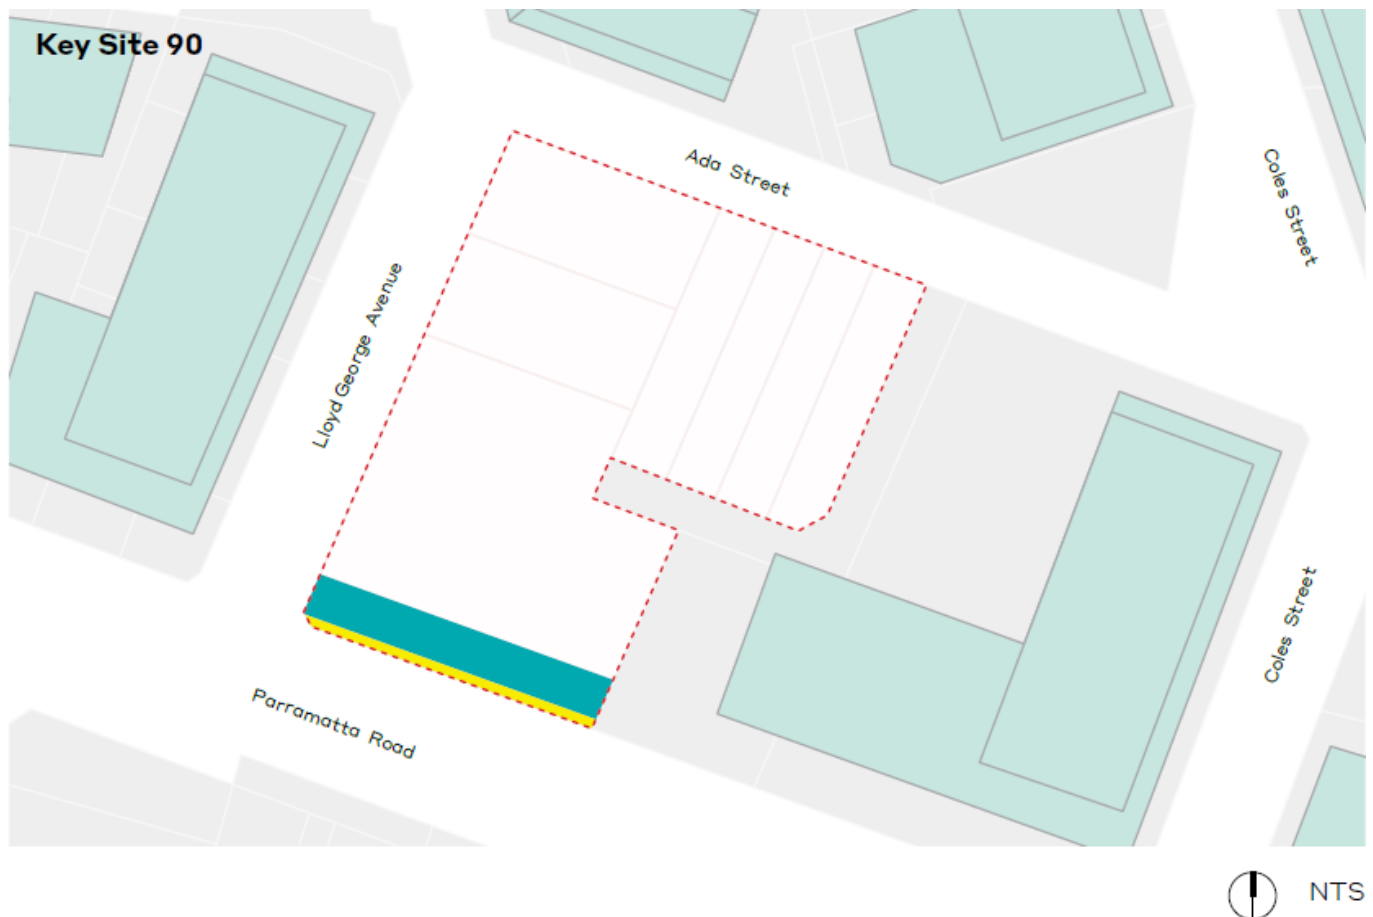 Key Site 90
Ada Street
Coles Street
Lloyd George Avenue
Coles Street
Parramatta Road
NTS